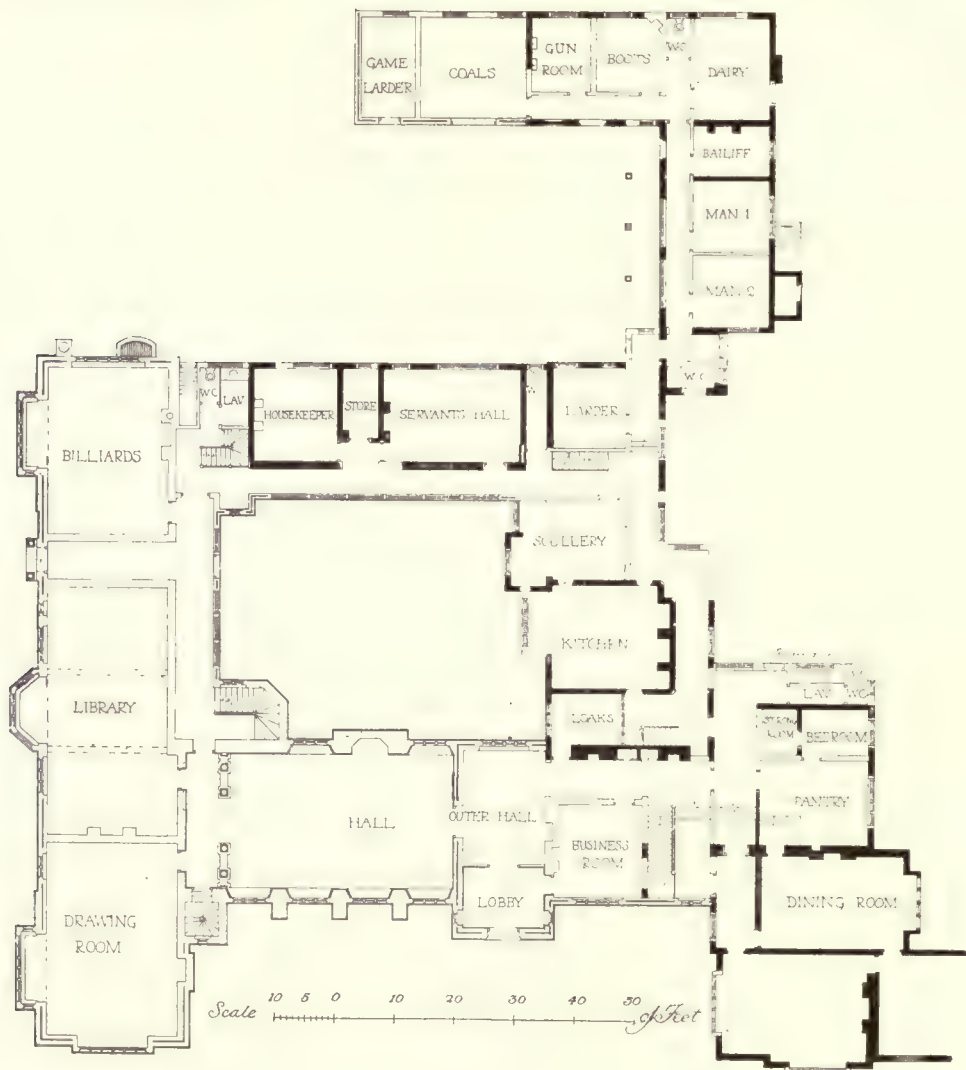 GAME
LARDER
COALS
GUN
ROOM
BOOTS
WC
DAIRY
BAILIFF
MAN 1
MAN 2
WC
WC
LAV
HOUSEKEEPER
STORE
SERVANTS HALL
LARDER
BILLIARDS
SCULLERY
KITCHEN
LIBRARY
LAV
WC
STRONG
ROOM
BEDROOM
PANTRY
HALL
OUTER HALL
BUSINESS
ROOM
LOBBY
DINING ROOM
DRAWING
ROOM
Scale 10 5 0 10 20 30 40 50 of Feet